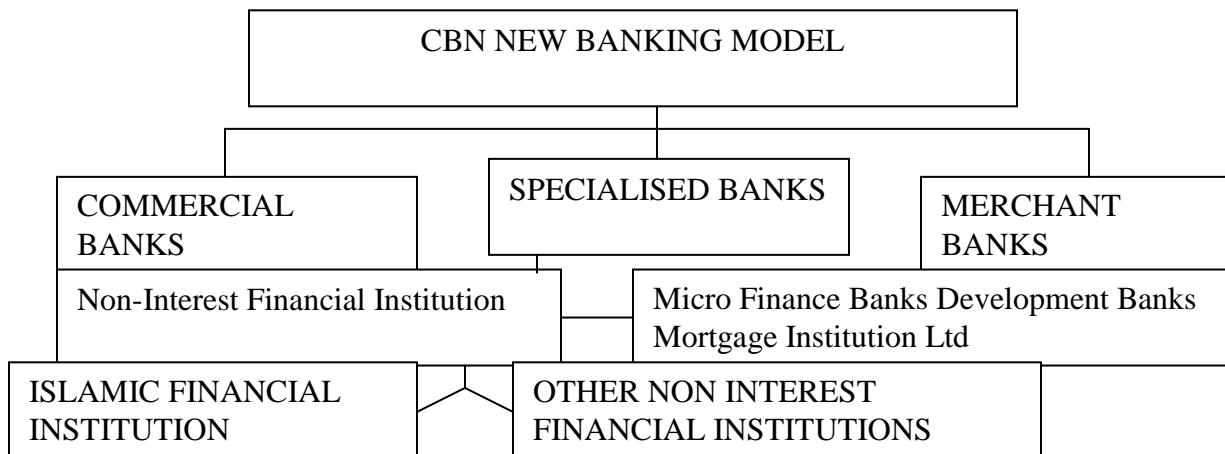 CBN NEW BANKING MODEL
SPECIALISED BANKS
COMMERCIAL
BANKS
MERCHANT
BANKS
Non-Interest Financial Institution
Micro Finance Banks Development Banks
Mortgage Institution Ltd
ISLAMIC FINANCIAL
INSTITUTION
OTHER NON INTEREST
FINANCIAL INSTITUTIONS